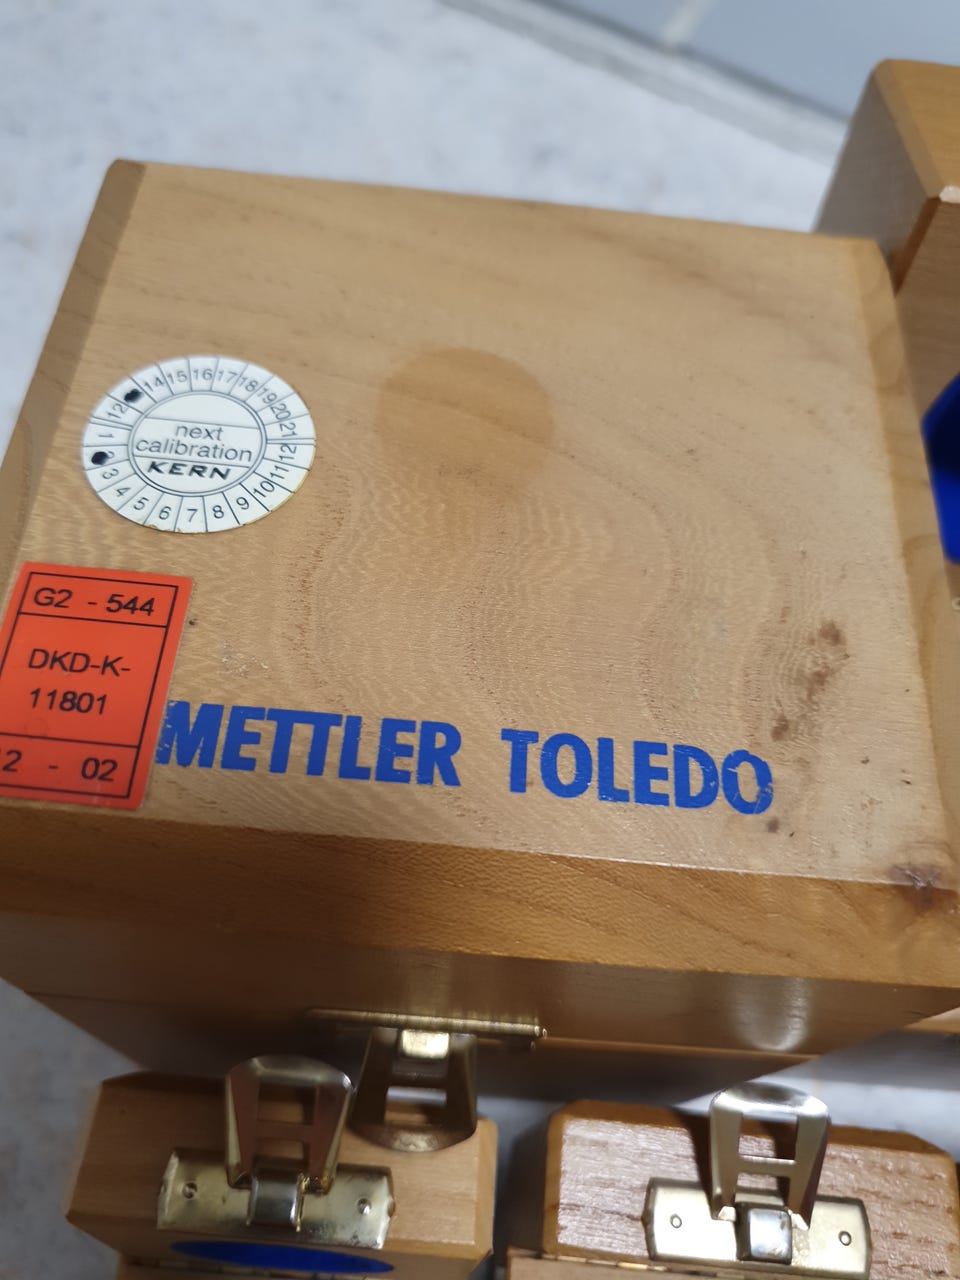 12 14 15 16 17 18 19 20 21
1 3 4 5 6 7 8 9 10 11 12
next
calibration
KERN
G2 - 544
DKD-K-
11801
2 - 02
METTLER TOLEDO